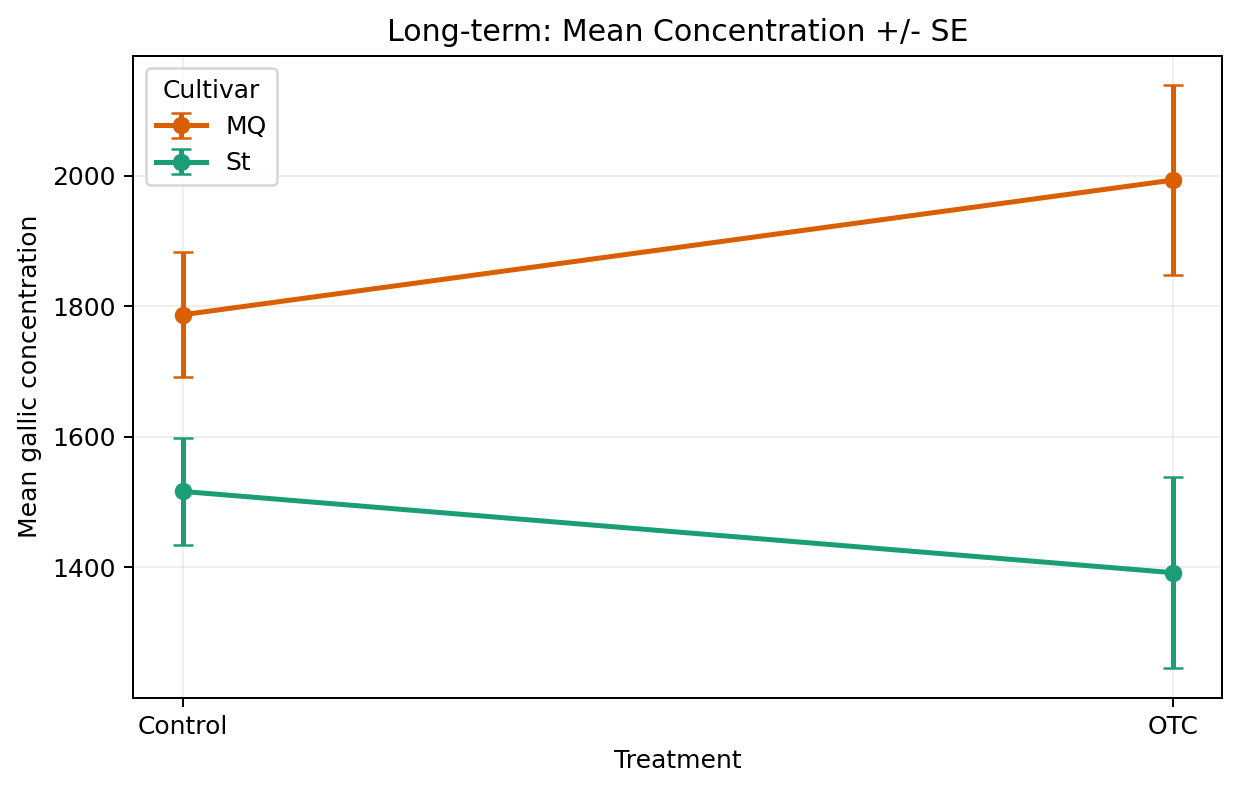 Long-term: Mean Concentration +/- SE
Cultivar
MQ
St
2000
1800
1600
1400
Mean gallic concentration
Control
OTC
Treatment